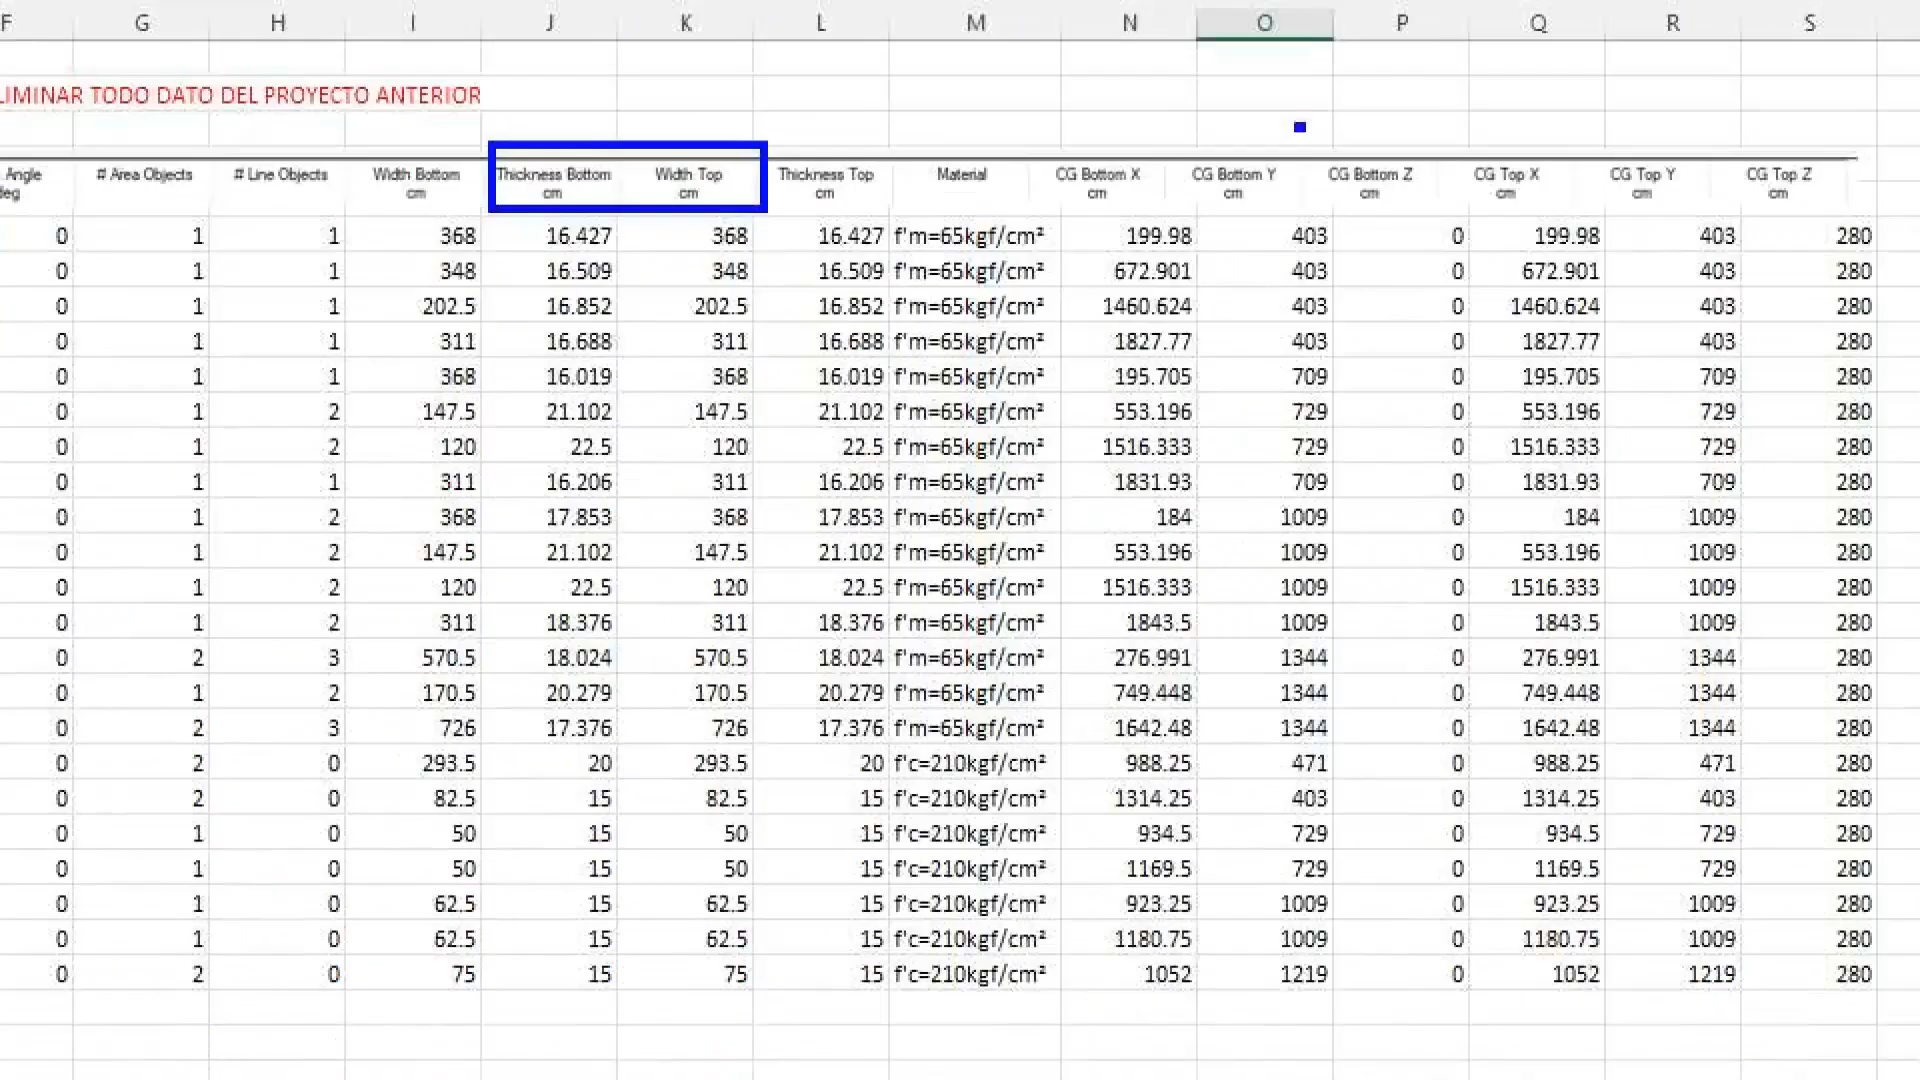 F G H I J K L M N O P Q R S
LIMINAR TODO DATO DEL PROYECTO ANTERIOR
Angle # Area Objects # Line Objects Width Bottom Thickness Bottom Width Top Thickness Top Material CG Bottom X CG Bottom Y CG Bottom Z CG Top X CG Top Y CG Top Z
deg cm cm cm cm cm cm cm cm cm cm
0 1 1 368 16.427 368 16.427 f'm=65kgf/cm² 199.98 403 0 199.98 403 280
0 1 1 348 16.509 348 16.509 f'm=65kgf/cm² 672.901 403 0 672.901 403 280
0 1 1 202.5 16.852 202.5 16.852 f'm=65kgf/cm² 1460.624 403 0 1460.624 403 280
0 1 1 311 16.688 311 16.688 f'm=65kgf/cm² 1827.77 403 0 1827.77 403 280
0 1 1 368 16.019 368 16.019 f'm=65kgf/cm² 195.705 709 0 195.705 709 280
0 1 2 147.5 21.102 147.5 21.102 f'm=65kgf/cm² 553.196 729 0 553.196 729 280
0 1 2 120 22.5 120 22.5 f'm=65kgf/cm² 1516.333 729 0 1516.333 729 280
0 1 1 311 16.206 311 16.206 f'm=65kgf/cm² 1831.93 709 0 1831.93 709 280
0 1 2 368 17.853 368 17.853 f'm=65kgf/cm² 184 1009 0 184 1009 280
0 1 2 147.5 21.102 147.5 21.102 f'm=65kgf/cm² 553.196 1009 0 553.196 1009 280
0 1 2 120 22.5 120 22.5 f'm=65kgf/cm² 1516.333 1009 0 1516.333 1009 280
0 1 2 311 18.376 311 18.376 f'm=65kgf/cm² 1843.5 1009 0 1843.5 1009 280
0 2 3 570.5 18.024 570.5 18.024 f'm=65kgf/cm² 276.991 1344 0 276.991 1344 280
0 1 2 170.5 20.279 170.5 20.279 f'm=65kgf/cm² 749.448 1344 0 749.448 1344 280
0 2 3 726 17.376 726 17.376 f'm=65kgf/cm² 1642.48 1344 0 1642.48 1344 280
0 2 0 293.5 20 293.5 20 f'c=210kgf/cm² 988.25 471 0 988.25 471 280
0 2 0 82.5 15 82.5 15 f'c=210kgf/cm² 1314.25 403 0 1314.25 403 280
0 1 0 50 15 50 15 f'c=210kgf/cm² 934.5 729 0 934.5 729 280
0 1 0 50 15 50 15 f'c=210kgf/cm² 1169.5 729 0 1169.5 729 280
0 1 0 62.5 15 62.5 15 f'c=210kgf/cm² 923.25 1009 0 923.25 1009 280
0 1 0 62.5 15 62.5 15 f'c=210kgf/cm² 1180.75 1009 0 1180.75 1009 280
0 2 0 75 15 75 15 f'c=210kgf/cm² 1052 1219 0 1052 1219 280